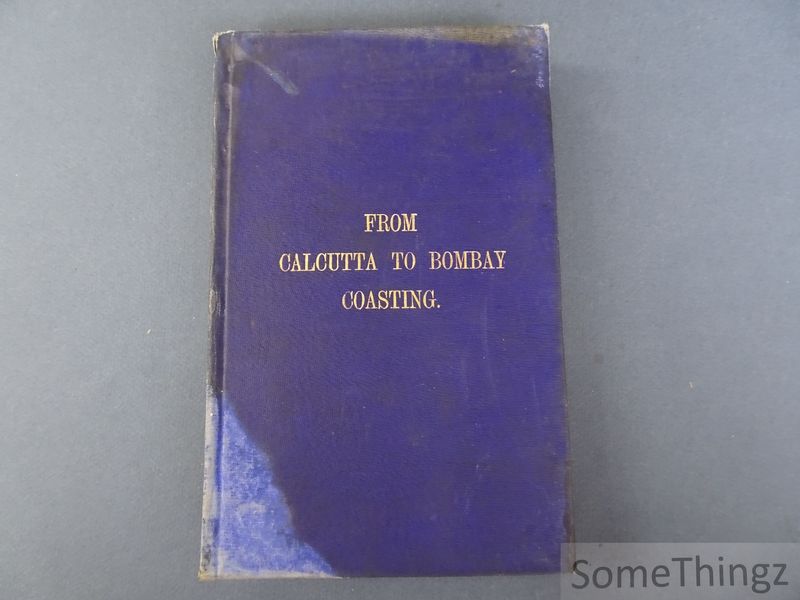 FROM
CALCUTTA TO BOMBAY
COASTING.
SomeThingz